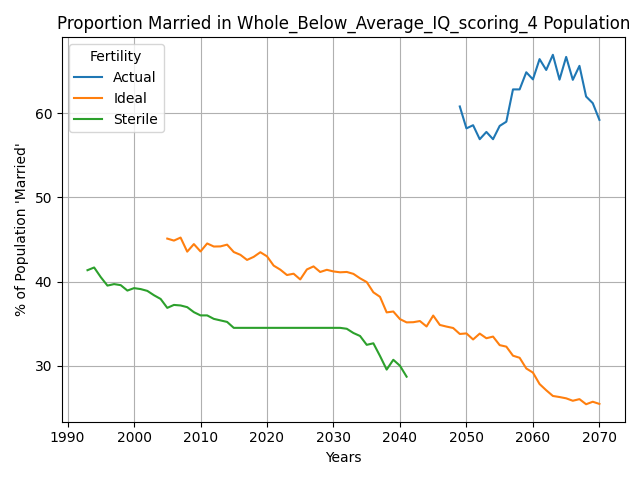 Proportion Married in Whole_Below_Average_IQ_scoring_4 Population
Fertility
Actual
Ideal
Sterile
% of Population 'Married'
60
50
40
30
1990 2000 2010 2020 2030 2040 2050 2060 2070
Years